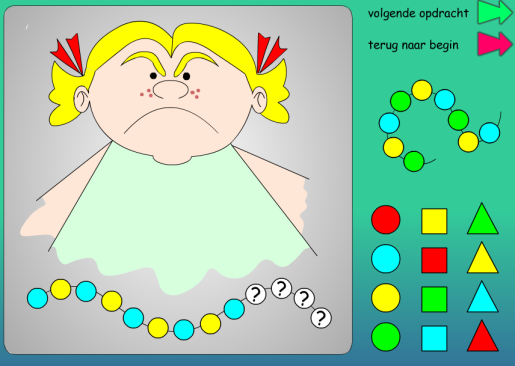 volgende opdracht
terug naar begin
? ? ? ?